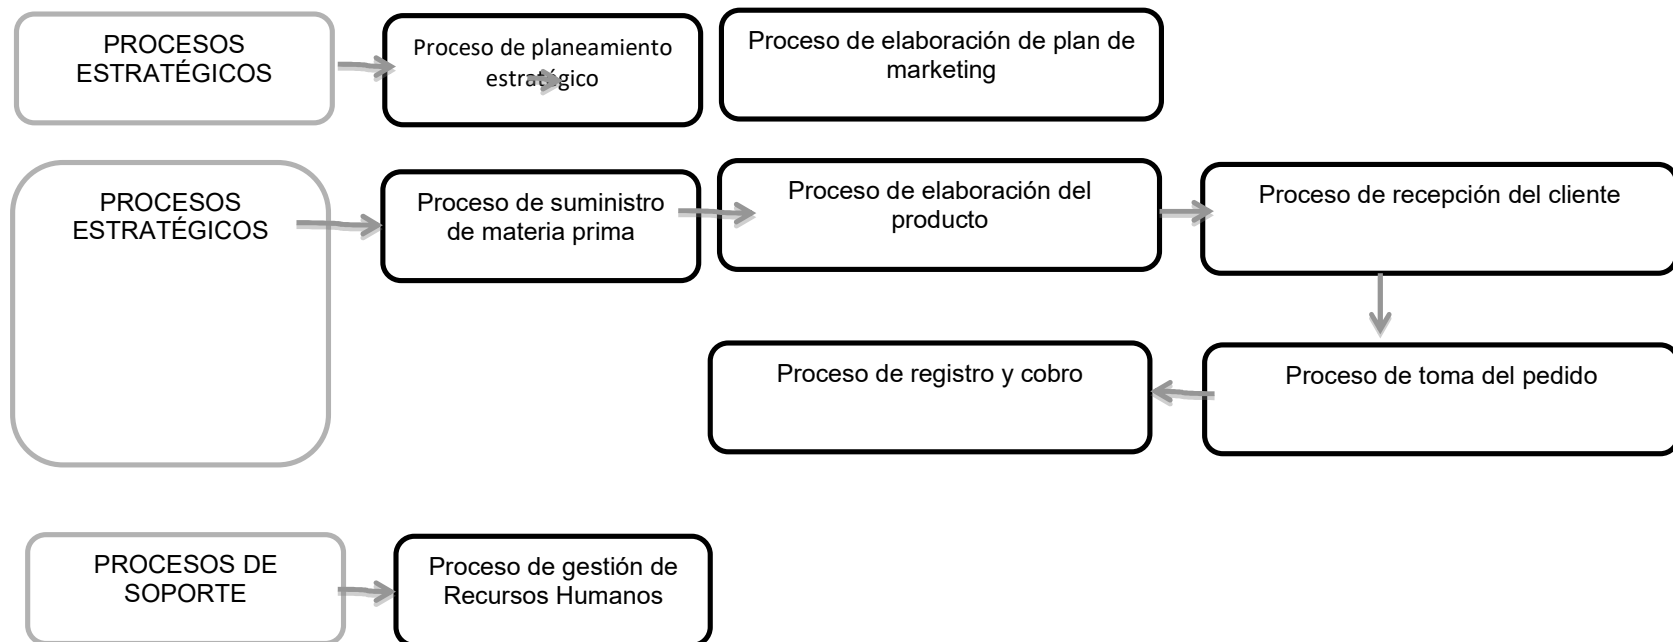 PROCESOS
ESTRATÉGICOS
Proceso de planeamiento
estratégico
Proceso de elaboración de plan de
marketing
PROCESOS
ESTRATÉGICOS
Proceso de suministro
de materia prima
Proceso de elaboración del
producto
Proceso de recepción del cliente
Proceso de registro y cobro
Proceso de toma del pedido
PROCESOS DE
SOPORTE
Proceso de gestión de
Recursos Humanos